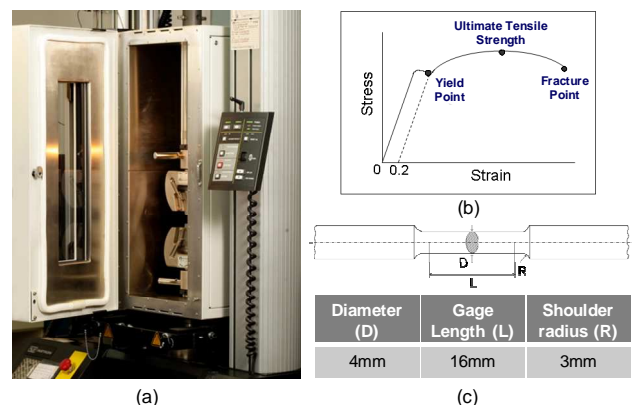 Ultimate Tensile
Strength
Yield
Point
Fracture
Point
Stress
0
0.2
Strain
(b)
D
L
R
Diameter
(D)
Gage
Length (L)
Shoulder
radius (R)
4mm
16mm
3mm
(a)
(c)